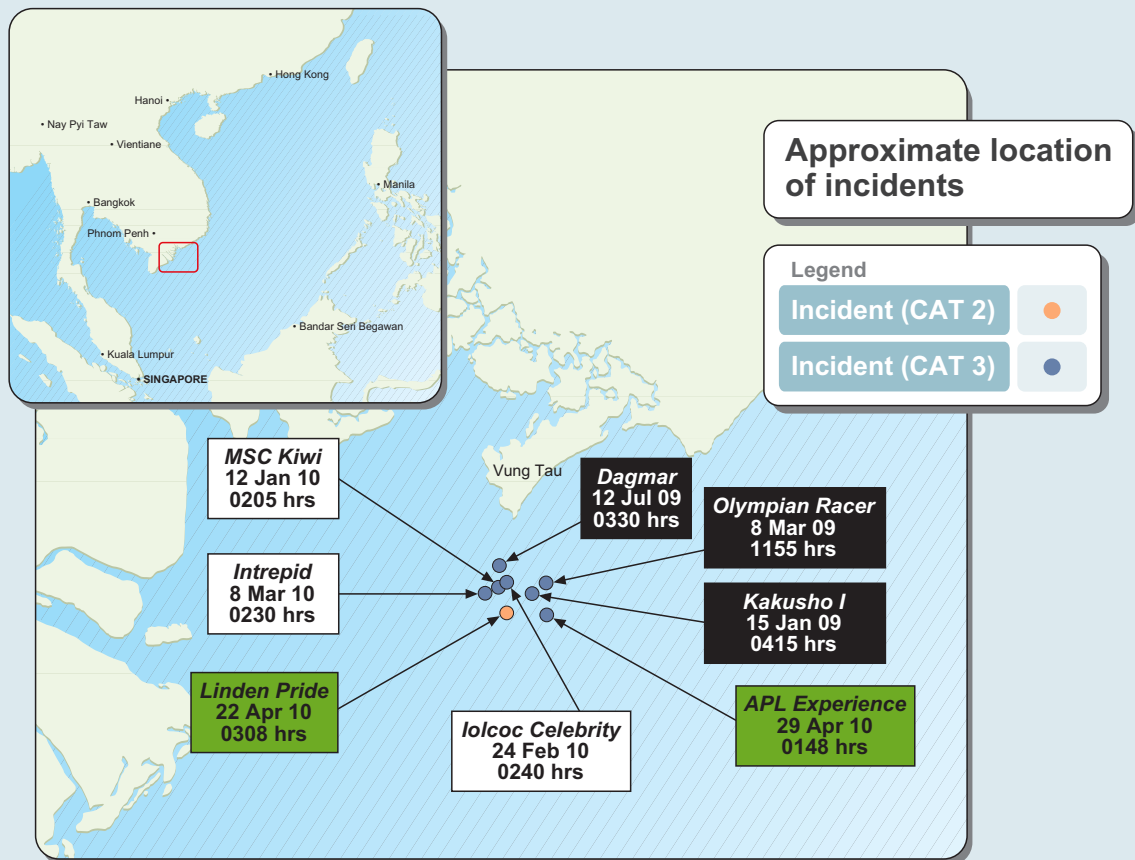 Hong Kong
Hanoi
Nay Pyi Taw
Vientiane
Manila
Bangkok
Phnom Penh
Bandar Seri Begawan
Kuala Lumpur
SINGAPORE
Approximate location
of incidents
Legend
Incident (CAT 2)
Incident (CAT 3)
Vung Tau
MSC Kiwi
12 Jan 10
0205 hrs
Dagmar
12 Jul 09
0330 hrs
Olympian Racer
8 Mar 09
1155 hrs
Intrepid
8 Mar 10
0230 hrs
Kakusho I
15 Jan 09
0415 hrs
Linden Pride
22 Apr 10
0308 hrs
Iolcoc Celebrity
24 Feb 10
0240 hrs
APL Experience
29 Apr 10
0148 hrs